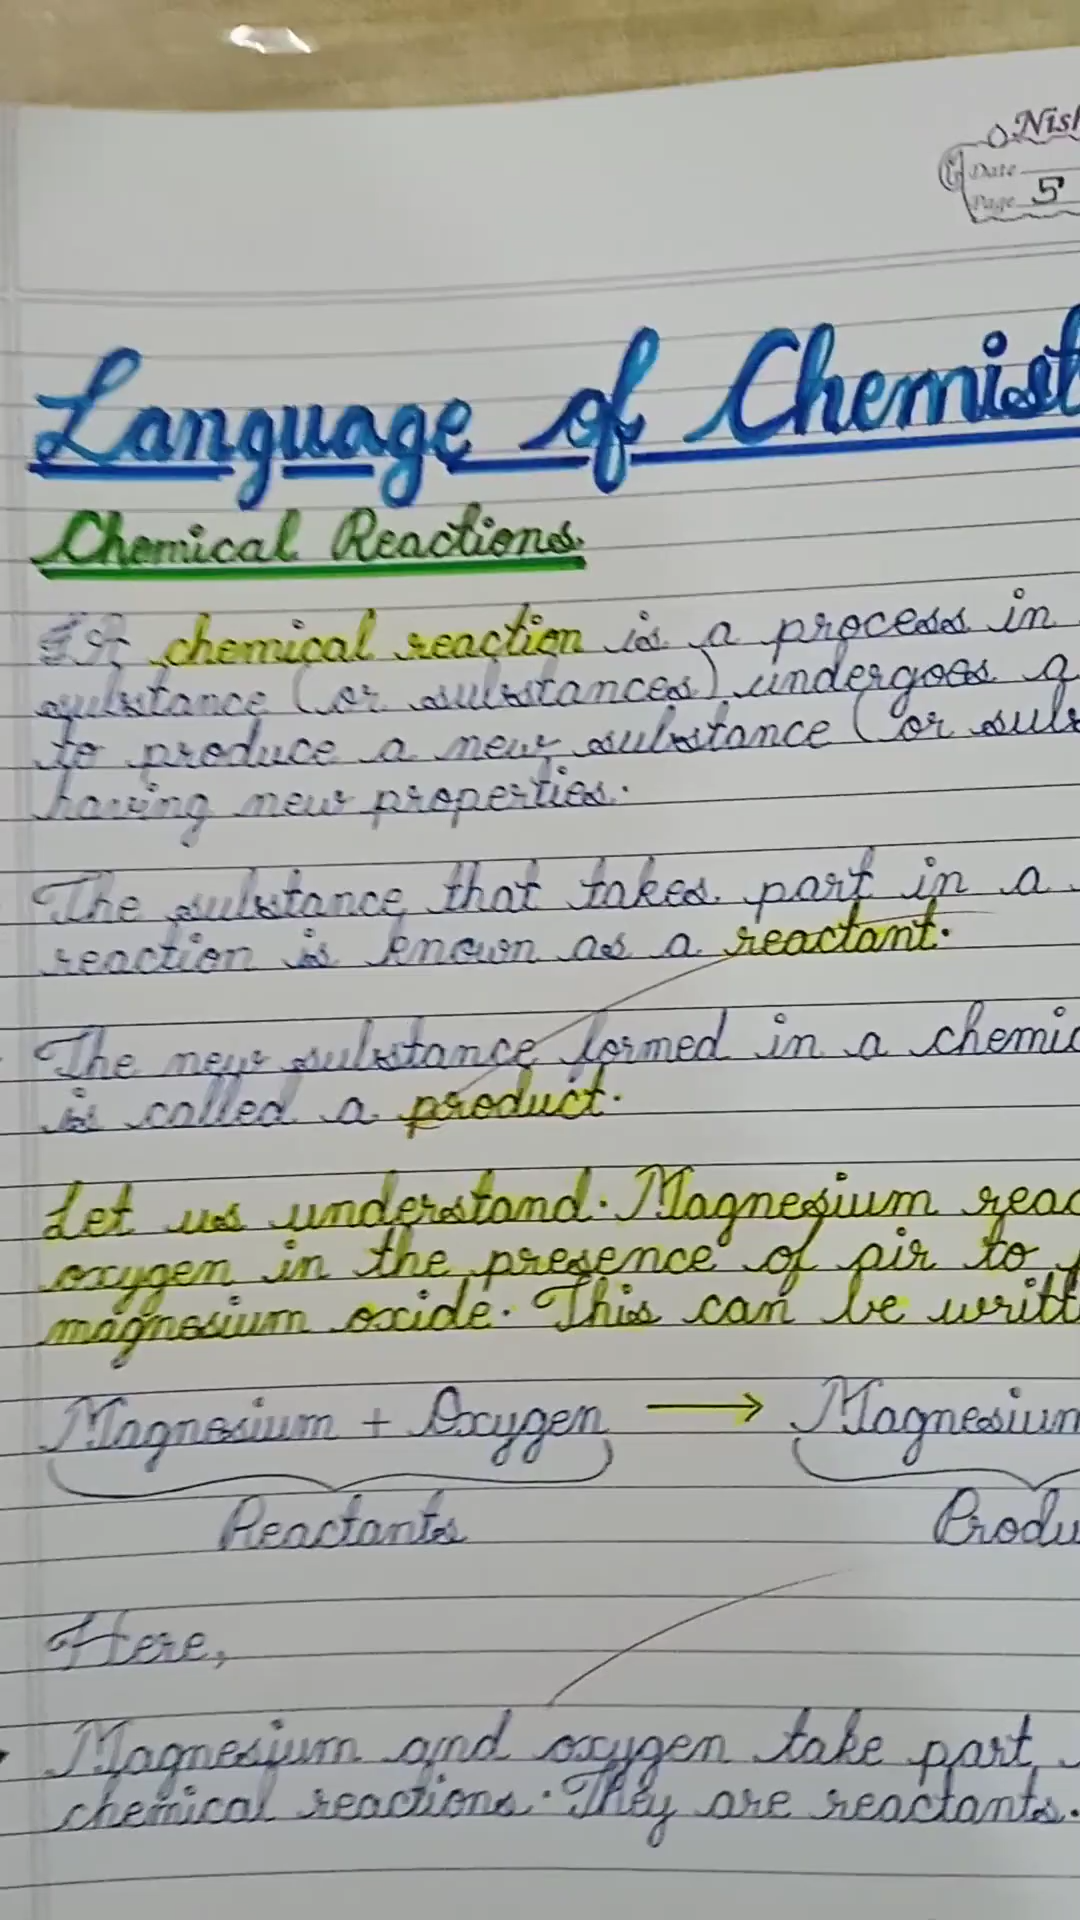 Nish
Date
Page 5
Language of Chemist
Chemical Reactions.
A chemical reaction is a process in
substance (or substances) undergoes a
to produce a new substance (or subs
having new properties.
The substance that takes part in a
reaction is known as a reactant.
The new substance formed in a chemic
is called a product.
Let us understand. Magnesium reac
oxygen in the presence of air to
magnesium oxide. This can be writt
Magnesium + Oxygen → Magnesium
Reactants Produ
Here,
Magnesium and oxygen take part
chemical reactions. They are reactants.